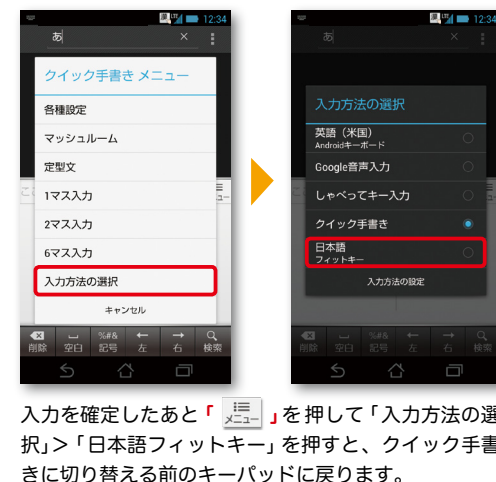 12:34
あ
クイック手書き メニュー
各種設定
マッシュルーム
定型文
1マス入力
2マス入力
6マス入力
入力方法の選択
キャンセル
%#&
削除 空白 記号 左 右 検索
12:34
あ
入力方法の選択
英語（米国）
Androidキーボード
Google音声入力
しゃべってキー入力
クイック手書き
日本語
フィットキー
入力方法の設定
%#&
削除 空白 記号 左 右 検索
入力を確定したあと「 メニュー 」を押して「入力方法の選
択」＞「日本語フィットキー」を押すと、クイック手書
きに切り替える前のキーパッドに戻ります。